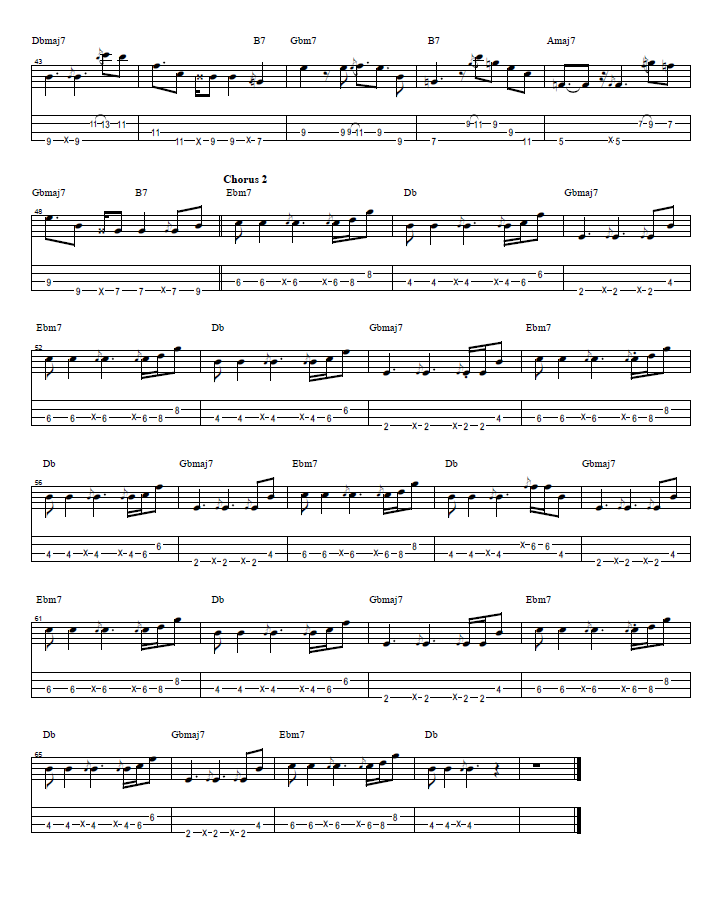 Dbmaj7 B7 Gbm7 B7 Amaj7
43
11 13 11 9 11 9 7
9 X 9 11 9 9 9 11 9 9 7 9
11 X 9 9 X 7 9 7 11 5 X 5
Gbmaj7 B7 Chorus 2 Ebm7 Db Gbmaj7
48
9 9 X 7 7 X 7 9 6 6 X 6 X 6 8 8 4 4 X 4 X 4 6 6 2 X 2 X 2 4
Ebm7 Db Gbmaj7 Ebm7
52
6 6 X 6 X 6 8 8 4 4 X 4 X 4 6 6 2 X 2 X 2 2 4 6 6 X 6 X 6 8 8
Db Gbmaj7 Ebm7 Db Gbmaj7
56
4 4 X 4 X 4 6 6 2 X 2 X 2 4 6 6 X 6 X 6 8 8 4 4 X 4 X 6 6 4 2 X 2 X 2 4
Ebm7 Db Gbmaj7 Ebm7
61
6 6 X 6 X 6 8 8 4 4 X 4 X 4 6 6 2 X 2 X 2 2 4 6 6 X 6 X 6 8 8
Db Gbmaj7 Ebm7 Db
65
4 4 X 4 X 4 6 6 2 X 2 X 2 4 6 6 X 6 X 6 8 8 4 4 X 4